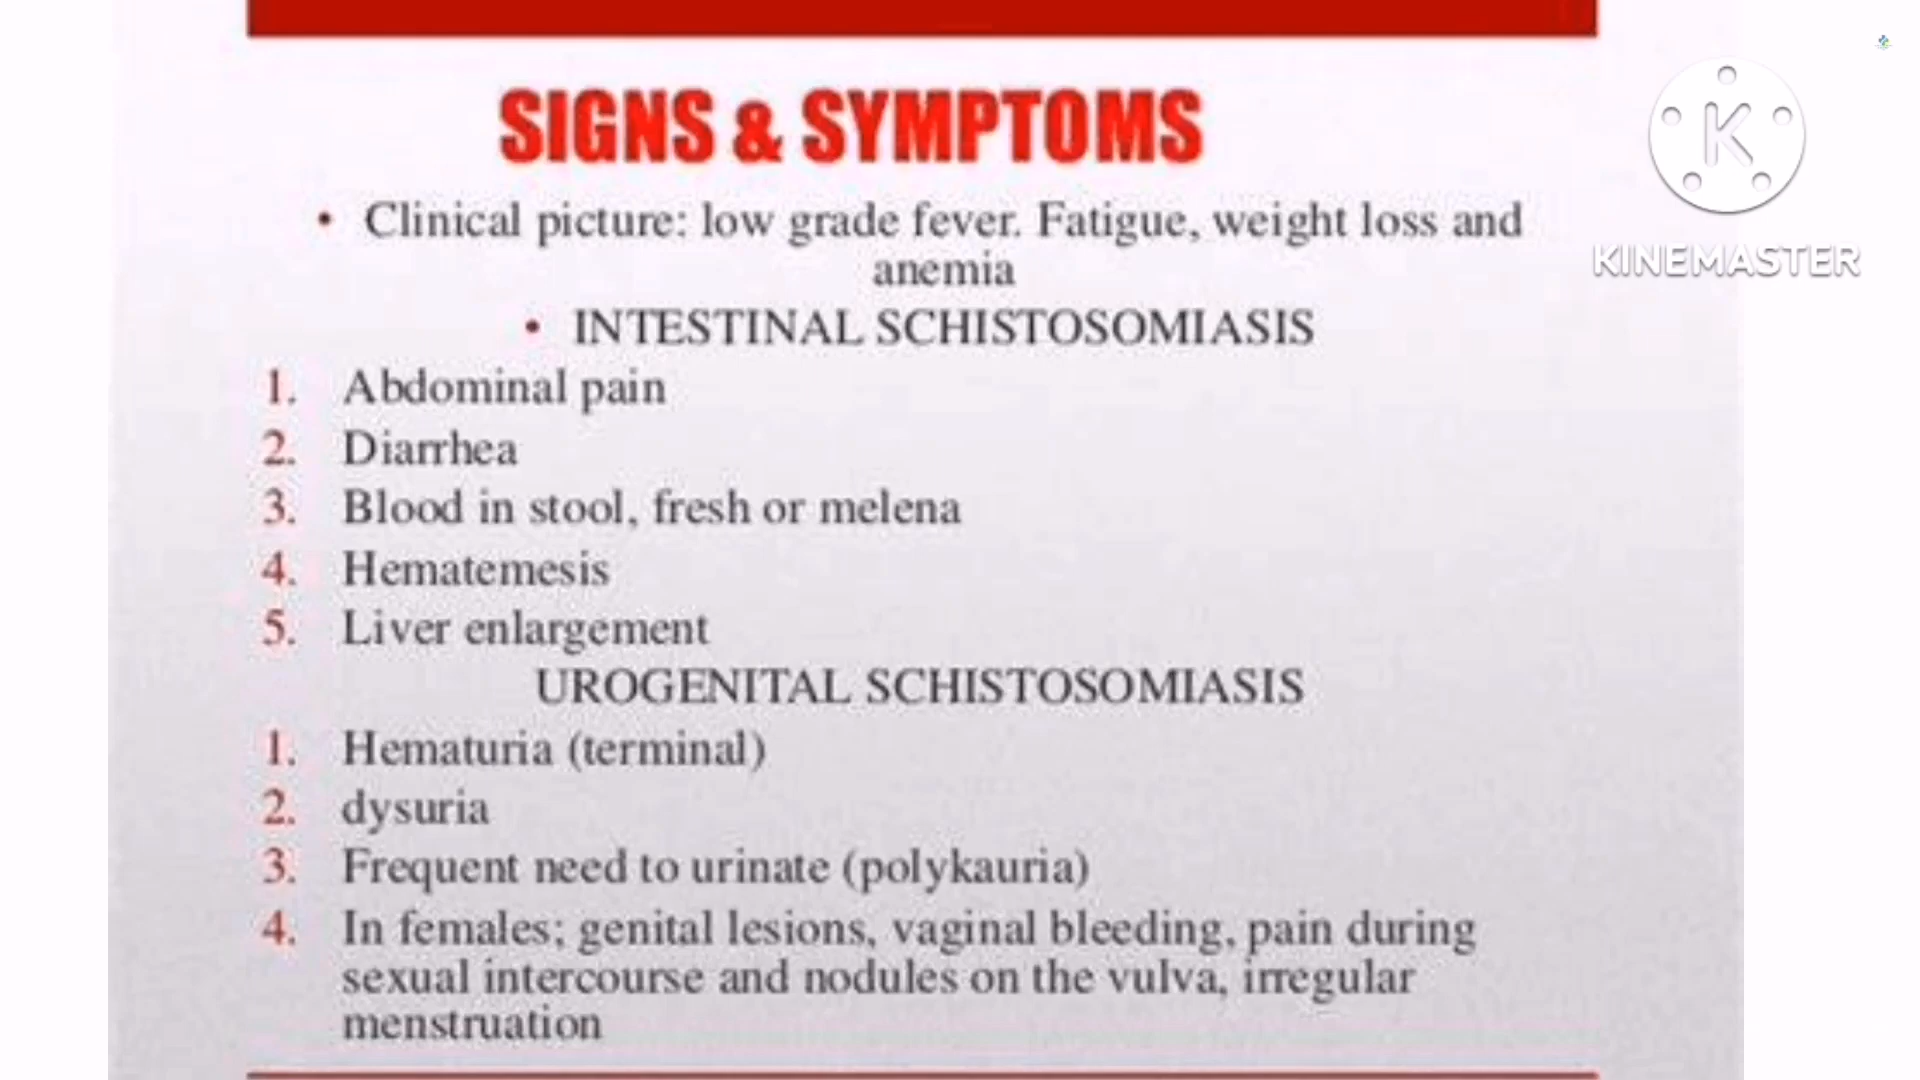 SIGNS & SYMPTOMS
• Clinical picture: low grade fever. Fatigue, weight loss and
anemia
• INTESTINAL SCHISTOSOMIASIS
1. Abdominal pain
2. Diarrhea
3. Blood in stool, fresh or melena
4. Hematemesis
5. Liver enlargement
UROGENITAL SCHISTOSOMIASIS
1. Hematuria (terminal)
2. dysuria
3. Frequent need to urinate (polykauria)
4. In females; genital lesions, vaginal bleeding, pain during
sexual intercourse and nodules on the vulva, irregular
menstruation
K
KINEMASTER